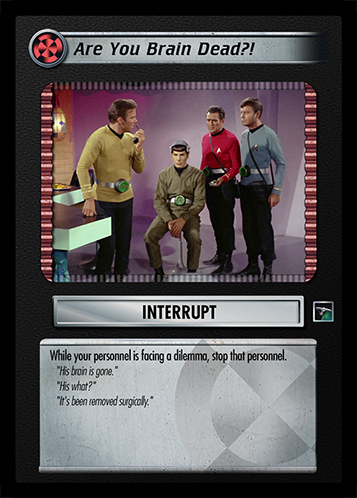 Are You Brain Dead?!
INTERRUPT
While your personnel is facing a dilemma, stop that personnel.
"His brain is gone."
"His what?"
"It's been removed surgically."